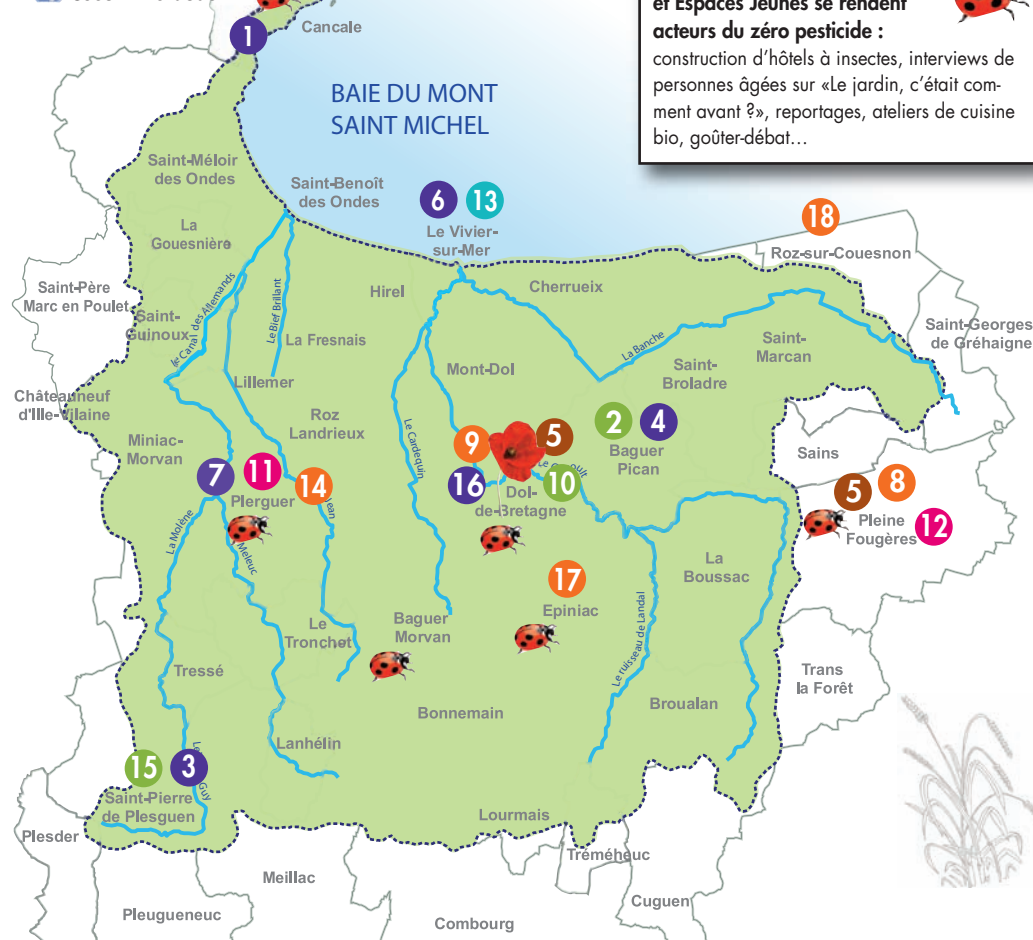 et Espaces Jeunes se rendent
acteurs du zéro pesticide :
construction d'hôtels à insectes, interviews de
personnes âgées sur «Le jardin, c'était com-
ment avant ?», reportages, ateliers de cuisine
bio, goûter-débat…
Cancale
1
BAIE DU MONT
SAINT MICHEL
Saint-Méloir
des Ondes
Saint-Benoît
des Ondes
6
13
Le Vivier-
sur-Mer
18
Roz-sur-Couesnon
La
Gouesnière
Saint-Père
Marc en Poulet
Saint-
Guinoux
le Canal des Allemands
Le Bief Brillant
Hirel
Cherrueix
La Fresnais
La Banche
Saint-
Marcan
Saint-Georges
de Gréhaigne
Mont-Dol
Saint-
Broladre
Châteauneuf
d'Ille-Vilaine
Lillemer
Roz
Landrieux
Le Cardequin
Miniac-
Morvan
9
5
2
4
Baguer
Pican
Sains
7
11
Plerguer
14
16
Dol-
de-Bretagne
10
5
8
Pleine
Fougères
12
La Molène
Meleuc
Jean
17
Epiniac
La
Boussac
Le
Tronchet
Baguer
Morvan
Le ruisseau de Landal
Tressé
Trans
la Forêt
Bonnemain
Broualan
Lanhélin
15
3
Guy
Saint-Pierre
de Plesguen
Lourmais
Plesder
Tréméheuc
Meillac
Cuguen
Pleugueneuc
Combourg